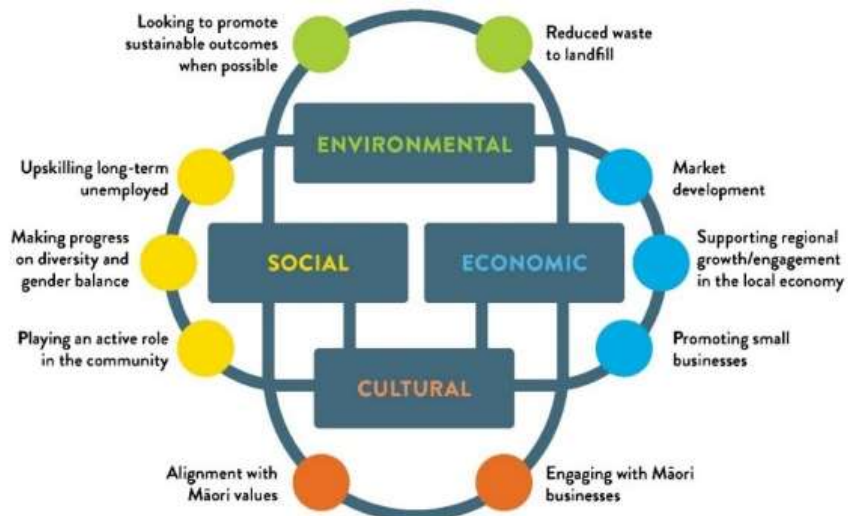 Looking to promote
sustainable outcomes
when possible
Reduced waste
to landfill
ENVIRONMENTAL
Upskilling long-term
unemployed
Market
development
Making progress
on diversity and
gender balance
SOCIAL
ECONOMIC
Supporting regional
growth/engagement
in the local economy
Playing an active role
in the community
Promoting small
businesses
CULTURAL
Alignment with
Māori values
Engaging with Māori
businesses